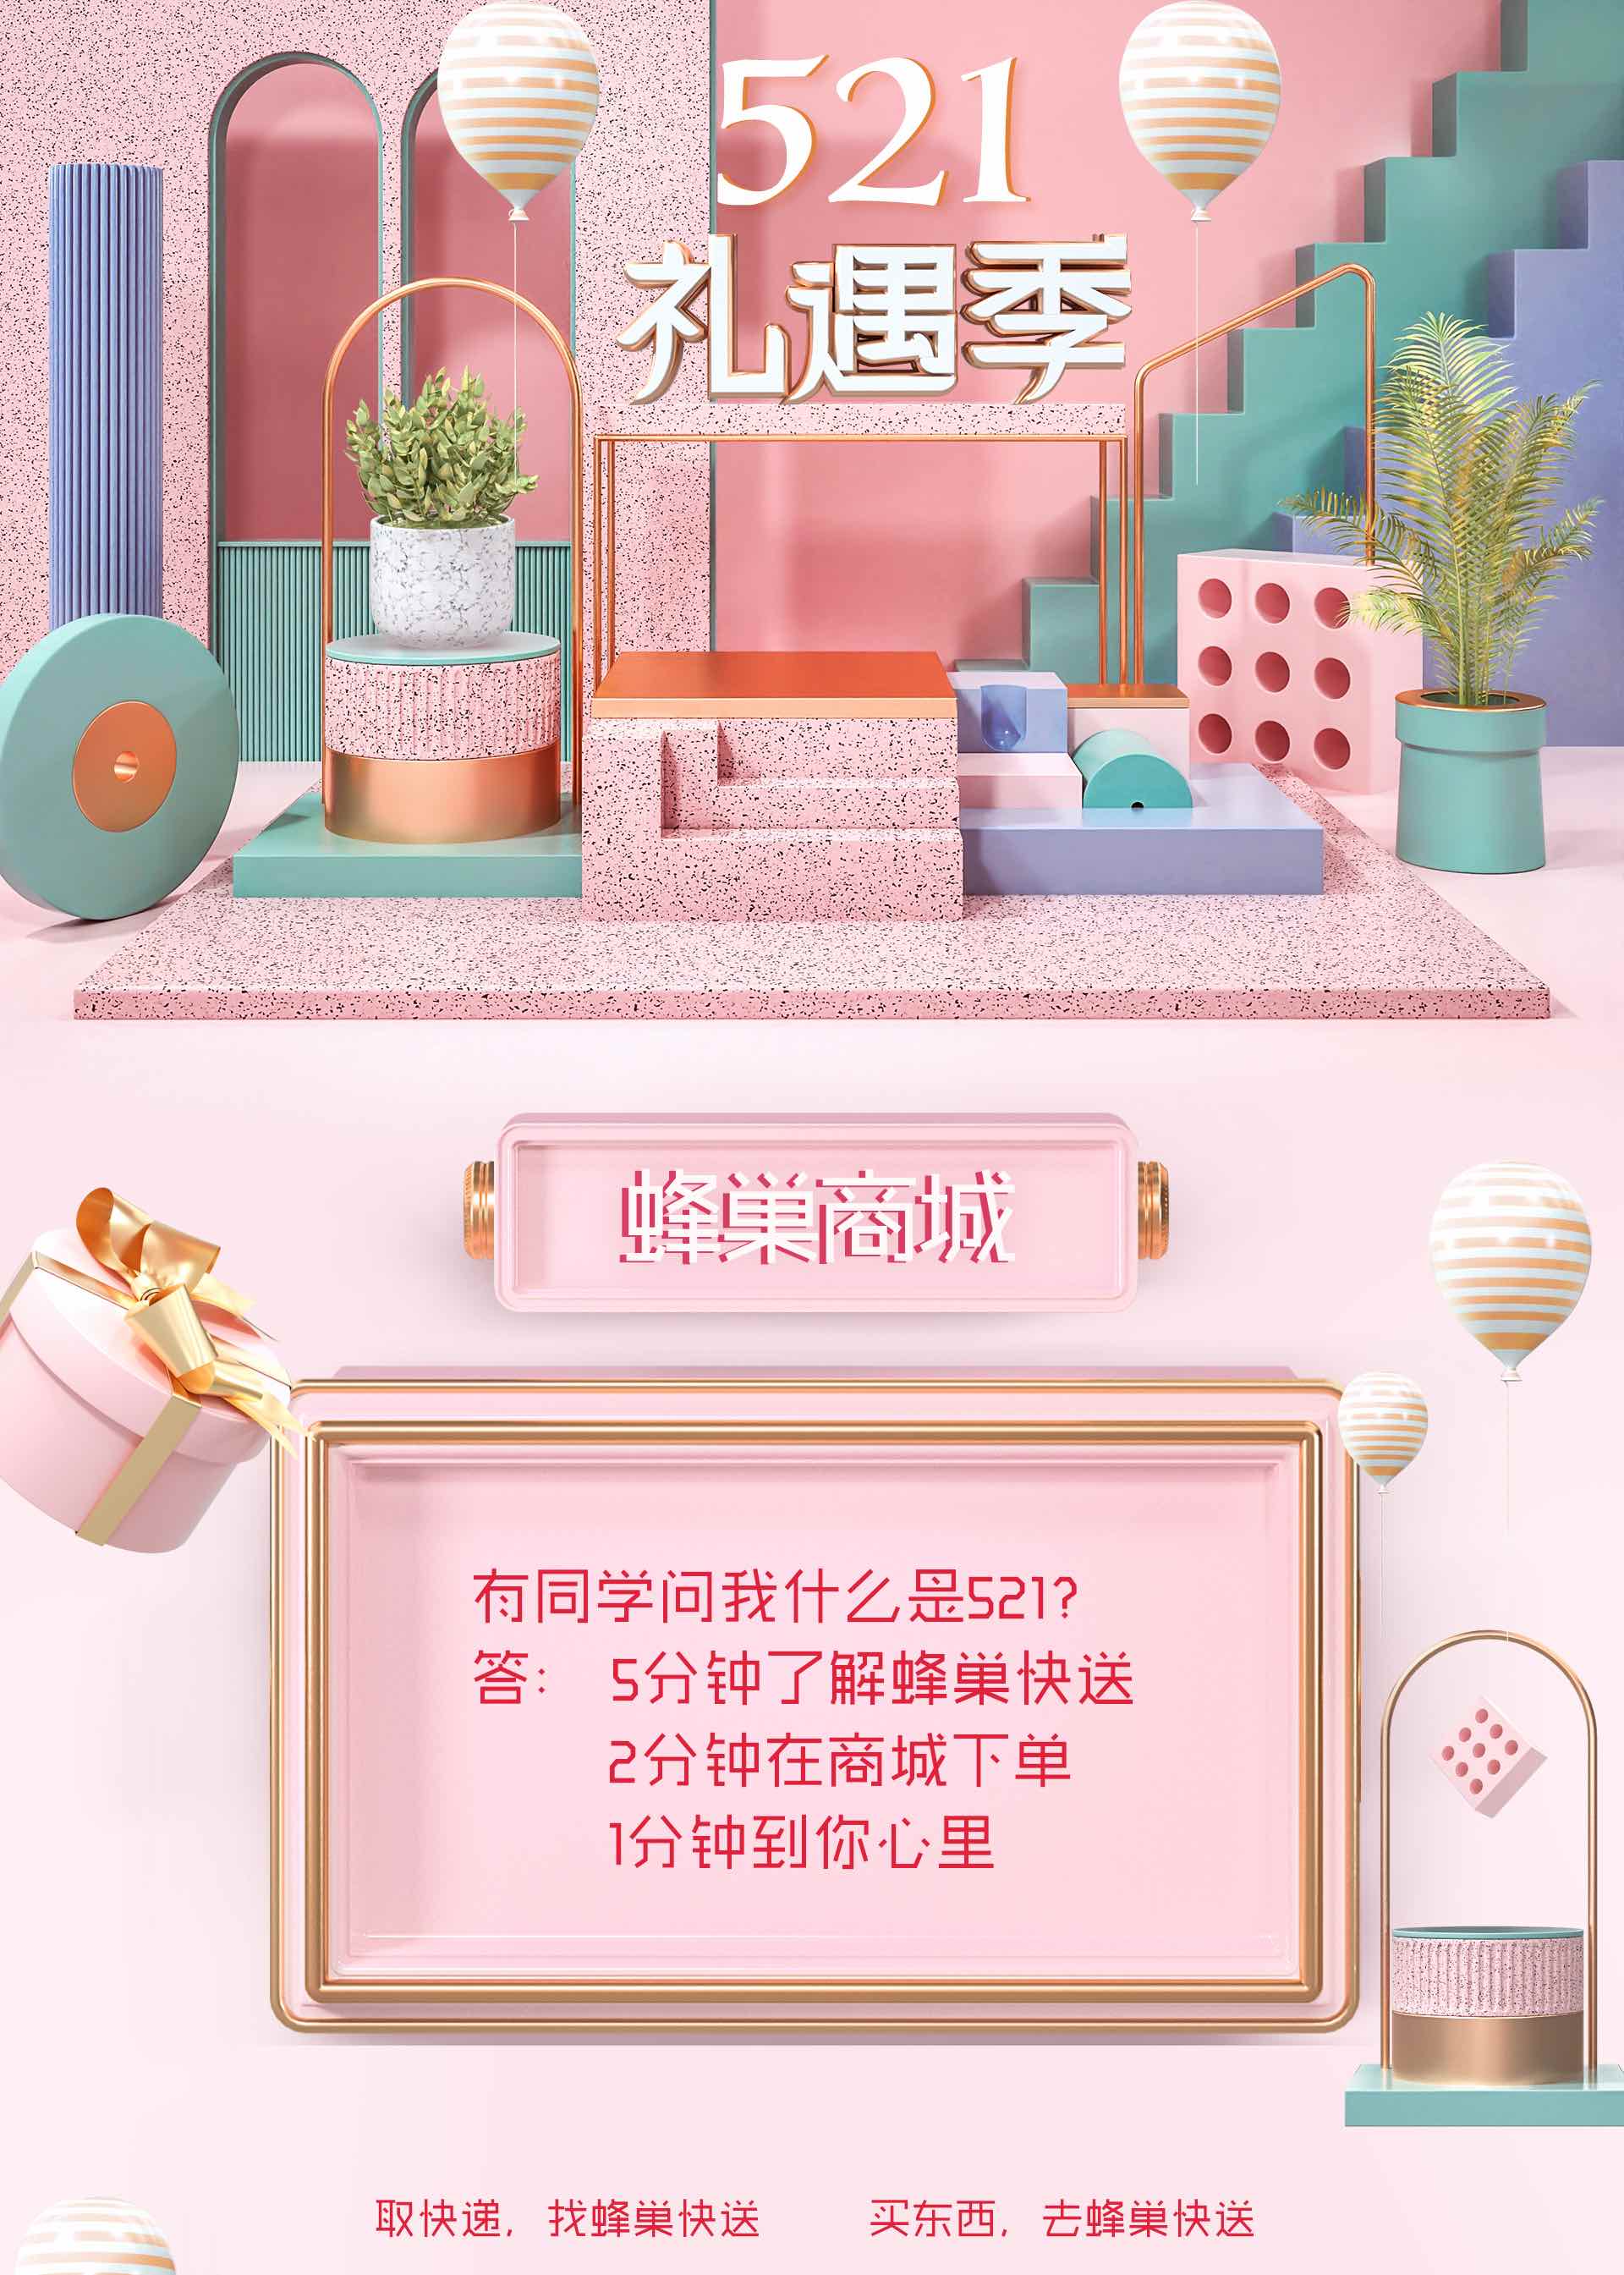 521
礼遇季
蜂巢商城
有同学问我什么是521?
答： 5分钟了解蜂巢快送
2分钟在商城下单
1分钟到你心里
取快递，找蜂巢快送 买东西，去蜂巢快送